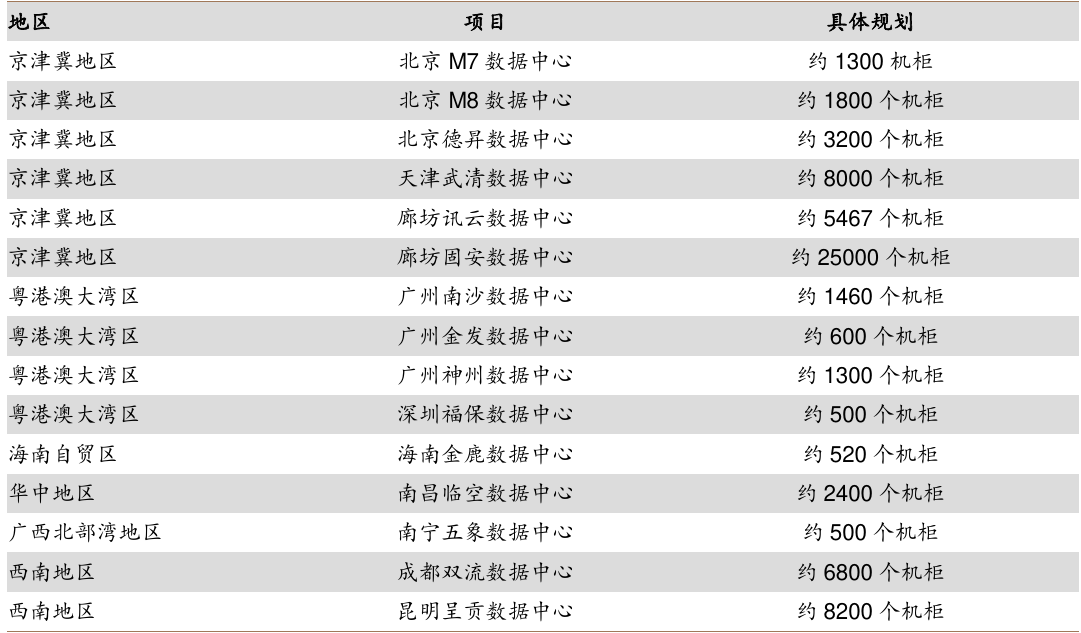 地区 项目 具体规划
京津冀地区 北京 M7 数据中心 约 1300 机柜
京津冀地区 北京 M8 数据中心 约 1800 个机柜
京津冀地区 北京德昇数据中心 约 3200 个机柜
京津冀地区 天津武清数据中心 约 8000 个机柜
京津冀地区 廊坊讯云数据中心 约 5467 个机柜
京津冀地区 廊坊固安数据中心 约 25000 个机柜
粤港澳大湾区 广州南沙数据中心 约 1460 个机柜
粤港澳大湾区 广州金发数据中心 约 600 个机柜
粤港澳大湾区 广州神州数据中心 约 1300 个机柜
粤港澳大湾区 深圳福保数据中心 约 500 个机柜
海南自贸区 海南金鹿数据中心 约 520 个机柜
华中地区 南昌临空数据中心 约 2400 个机柜
广西北部湾地区 南宁五象数据中心 约 500 个机柜
西南地区 成都双流数据中心 约 6800 个机柜
西南地区 昆明呈贡数据中心 约 8200 个机柜